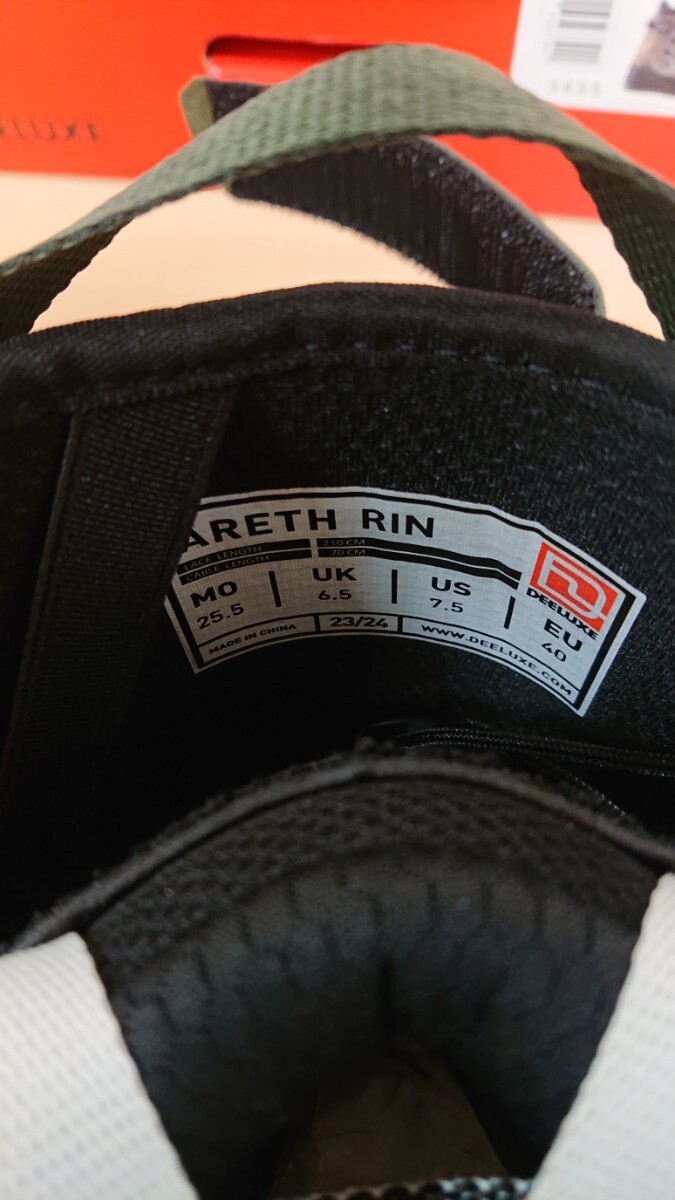 ARETH RIN
LACE LENGTH 210 CM
CABLE LENGTH 70 CM
MO UK US EU
25.5 6.5 7.5 40
DEELUXE
MADE IN CHINA 23/24 WWW.DEELUXE.COM